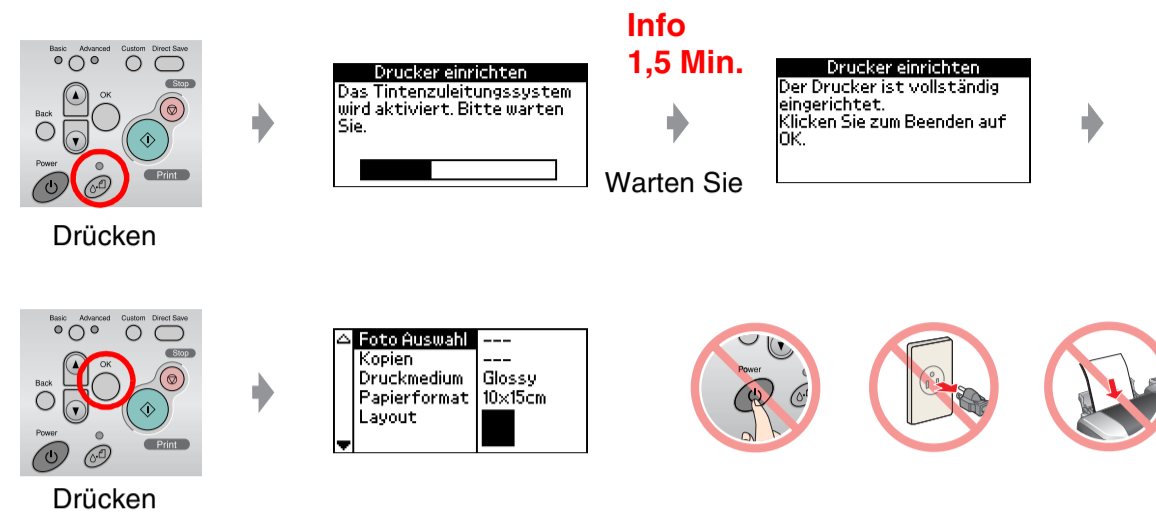 Basic Advanced Custom Direct Save
Stop
OK
Back
Power
Print
Drücken
Drucker einrichten
Das Tintenzuleitungssystem
wird aktiviert. Bitte warten
Sie.
Info
1,5 Min.
Warten Sie
Drucker einrichten
Der Drucker ist vollständig
eingerichtet.
Klicken Sie zum Beenden auf
OK.
Basic Advanced Custom Direct Save
Stop
OK
Back
Power
Print
Drücken
Foto Auswahl ---
Kopien ---
Druckmedium Glossy
Papierformat 10×15cm
Layout
Power